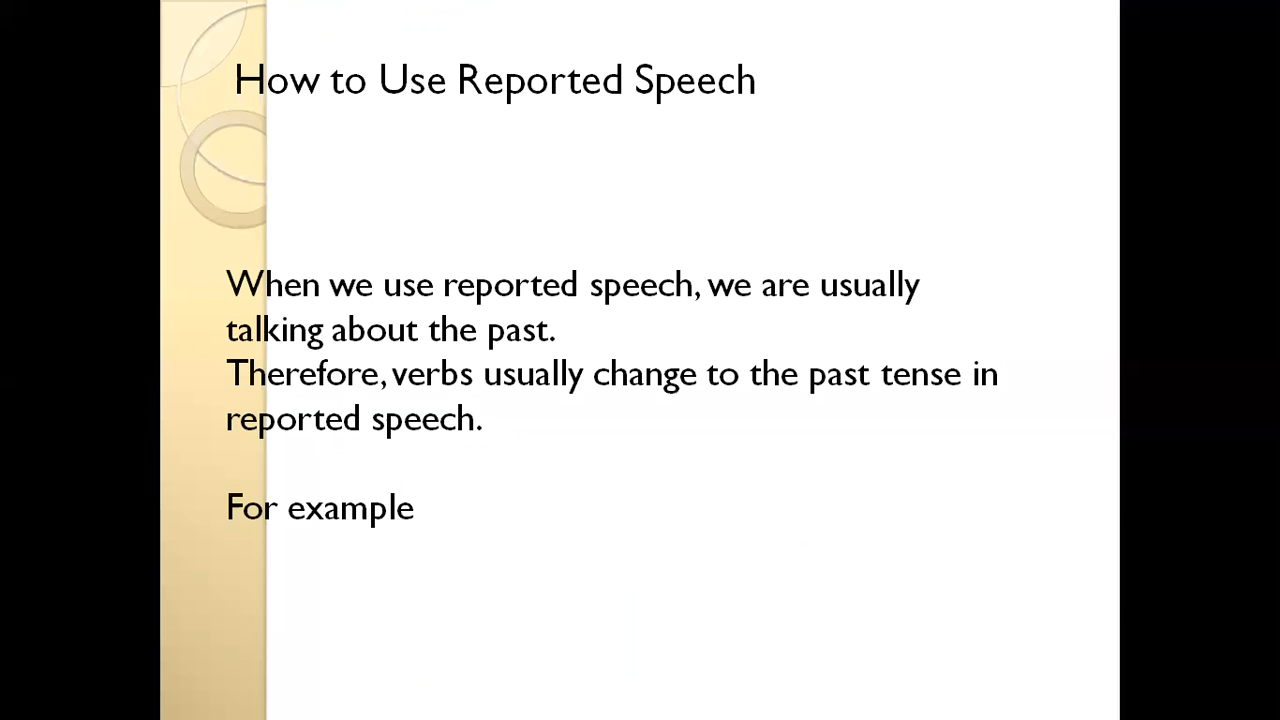 How to Use Reported Speech
When we use reported speech, we are usually
talking about the past.
Therefore, verbs usually change to the past tense in
reported speech.
For example